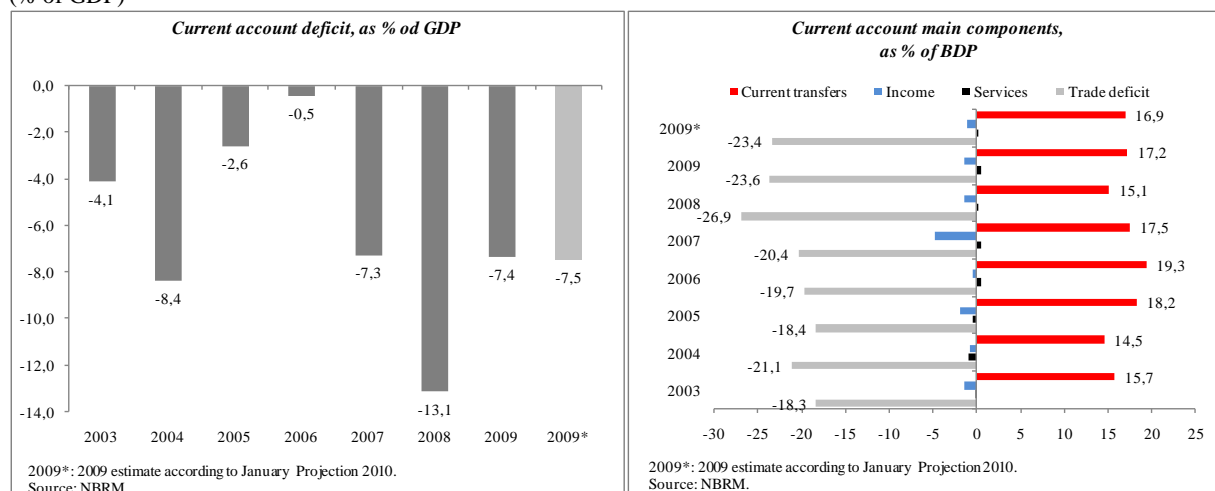 (% of GDP)
Current account deficit, as % od GDP
0,0
-2,0
-4,0
-6,0
-8,0
-10,0
-12,0
-14,0
-4,1
-8,4
-2,6
-0,5
-7,3
-13,1
-7,4
-7,5
2003 2004 2005 2006 2007 2008 2009 2009*
2009*: 2009 estimate according to January Projection 2010.
Source: NBRM.
Current account main components,
as % of BDP
Current transfers Income Services Trade deficit
2009* -23,4 16,9
2009 -23,6 17,2
2008 -26,9 15,1
2007 -20,4 17,5
2006 -19,7 19,3
2005 -18,4 18,2
2004 -21,1 14,5
2003 -18,3 15,7
-30 -25 -20 -15 -10 -5 0 5 10 15 20 25
2009*: 2009 estimate according to January Projection 2010.
Source: NBRM.